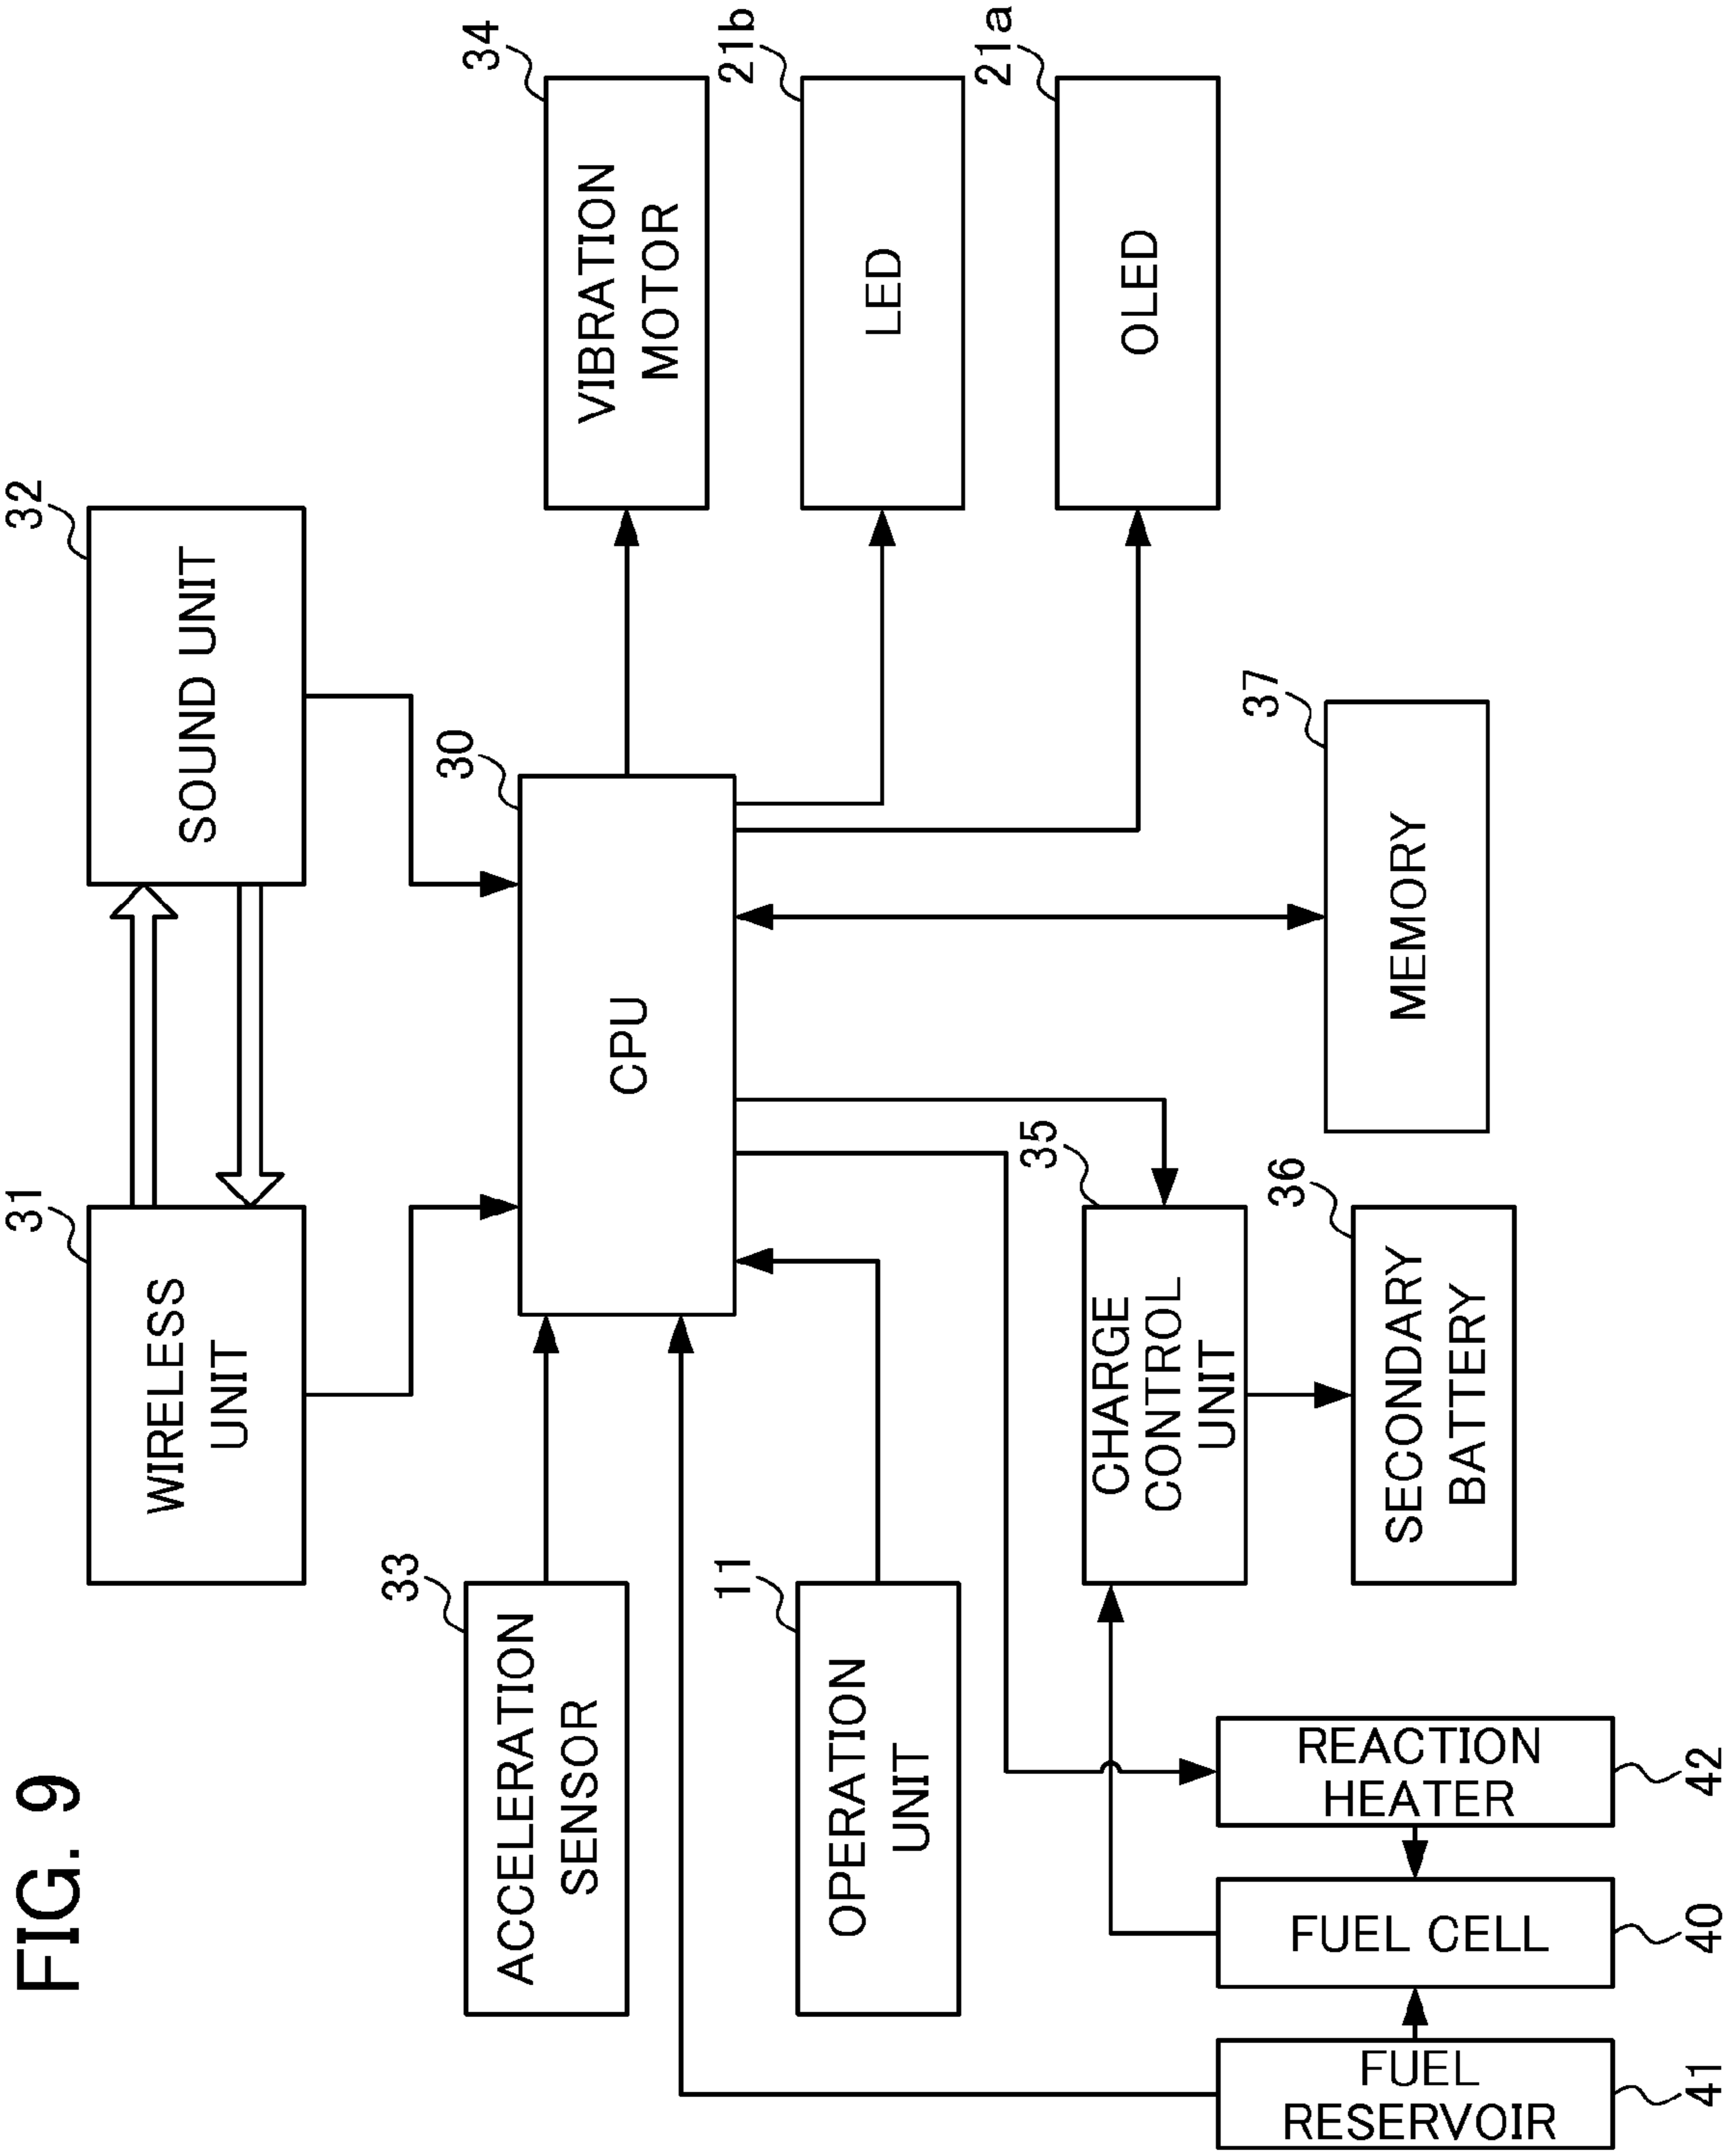 FIG. 9
31
WIRELESS
UNIT
32
SOUND UNIT
33
ACCELERATION
SENSOR
30
CPU
34
VIBRATION
MOTOR
11
OPERATION
UNIT
21b
LED
21a
OLED
35
CHARGE
CONTROL
UNIT
36
SECONDARY
BATTERY
37
MEMORY
FUEL
RESERVOIR
41
FUEL CELL
40
REACTION
HEATER
42